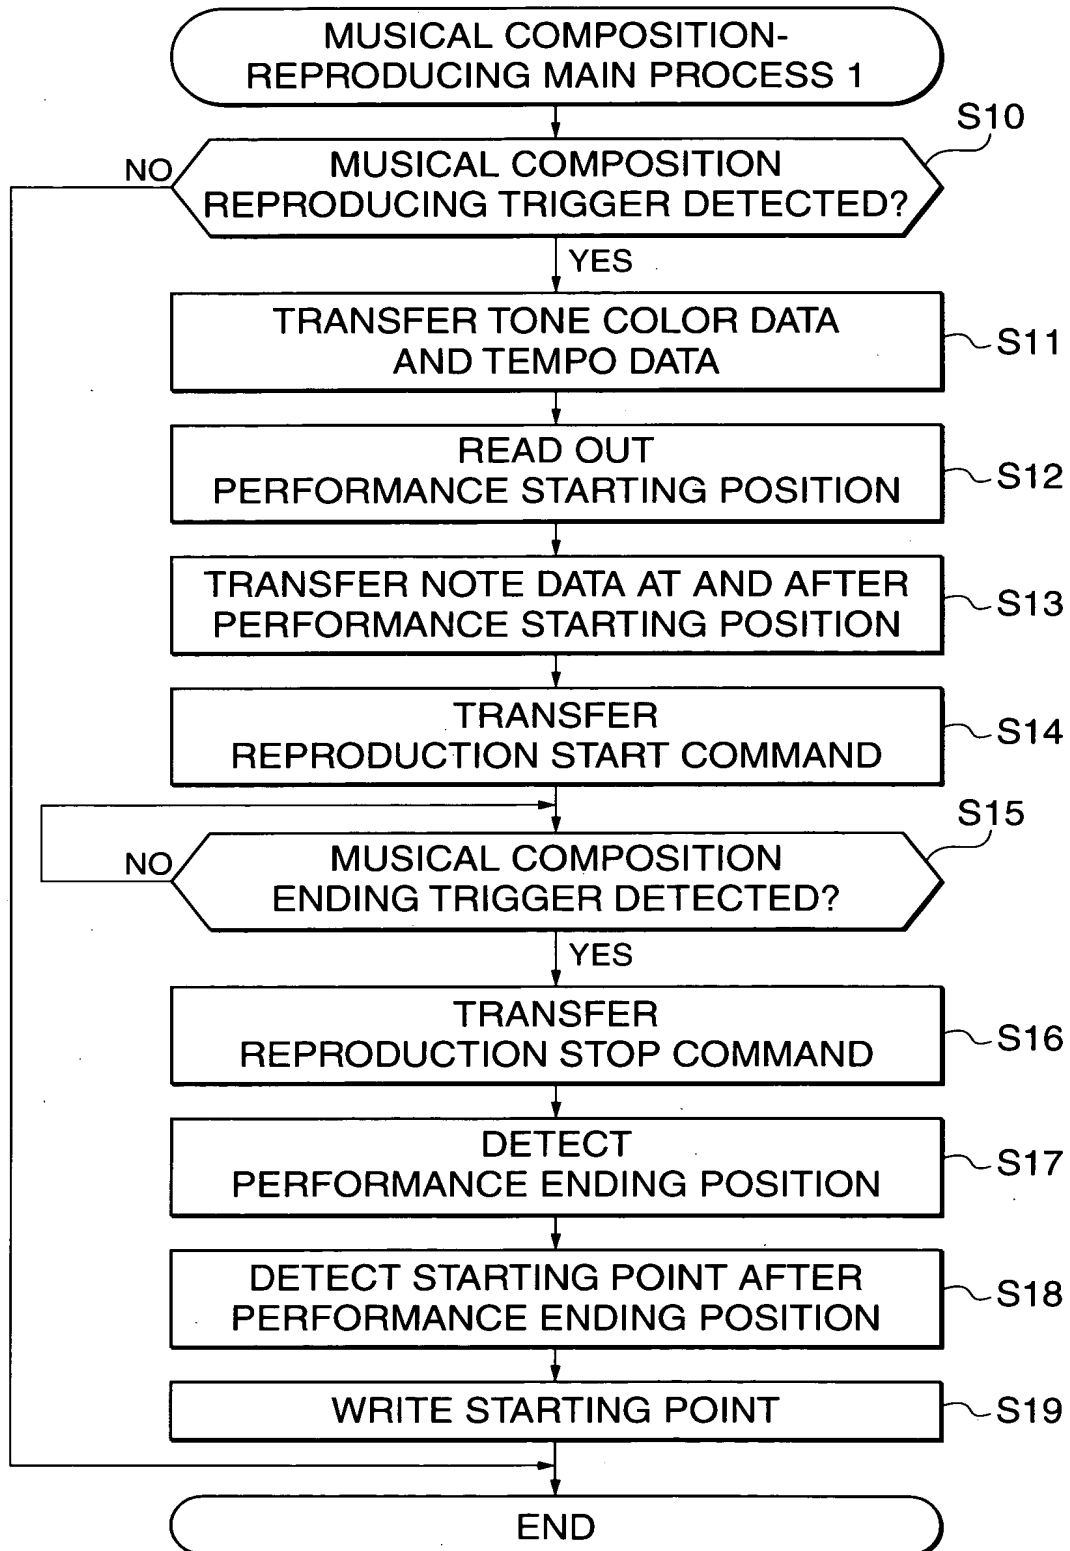 MUSICAL COMPOSITION-
REPRODUCING MAIN PROCESS 1
S10
NO
MUSICAL COMPOSITION
REPRODUCING TRIGGER DETECTED?
YES
TRANSFER TONE COLOR DATA
AND TEMPO DATA
S11
READ OUT
PERFORMANCE STARTING POSITION
S12
TRANSFER NOTE DATA AT AND AFTER
PERFORMANCE STARTING POSITION
S13
TRANSFER
REPRODUCTION START COMMAND
S14
S15
NO
MUSICAL COMPOSITION
ENDING TRIGGER DETECTED?
YES
TRANSFER
REPRODUCTION STOP COMMAND
S16
DETECT
PERFORMANCE ENDING POSITION
S17
DETECT STARTING POINT AFTER
PERFORMANCE ENDING POSITION
S18
WRITE STARTING POINT
S19
END